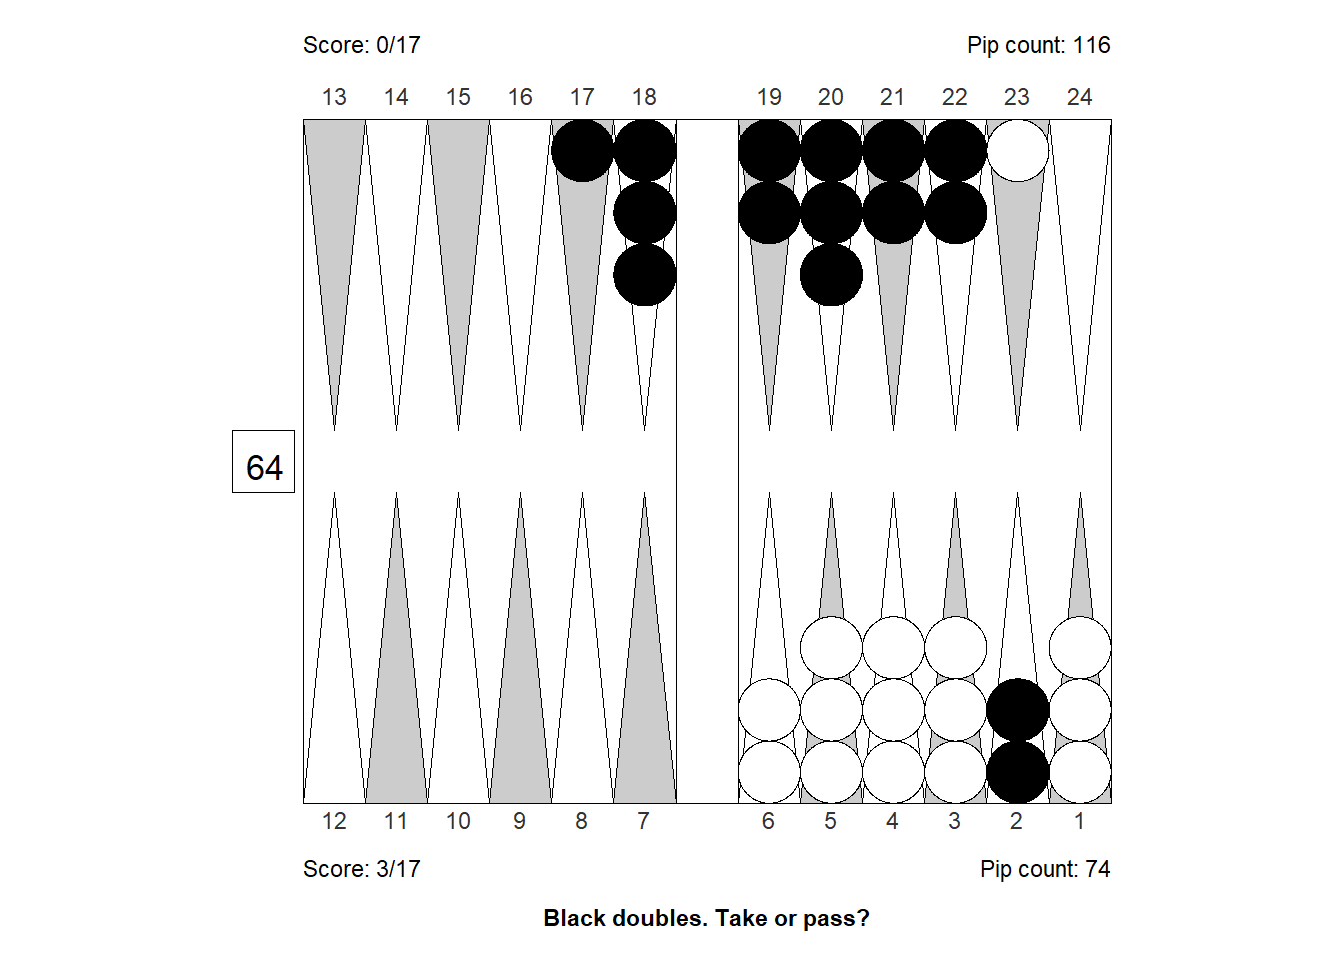 Score: 0/17 Pip count: 116
13 14 15 16 17 18 19 20 21 22 23 24
64
12 11 10 9 8 7 6 5 4 3 2 1
Score: 3/17 Pip count: 74
Black doubles. Take or pass?